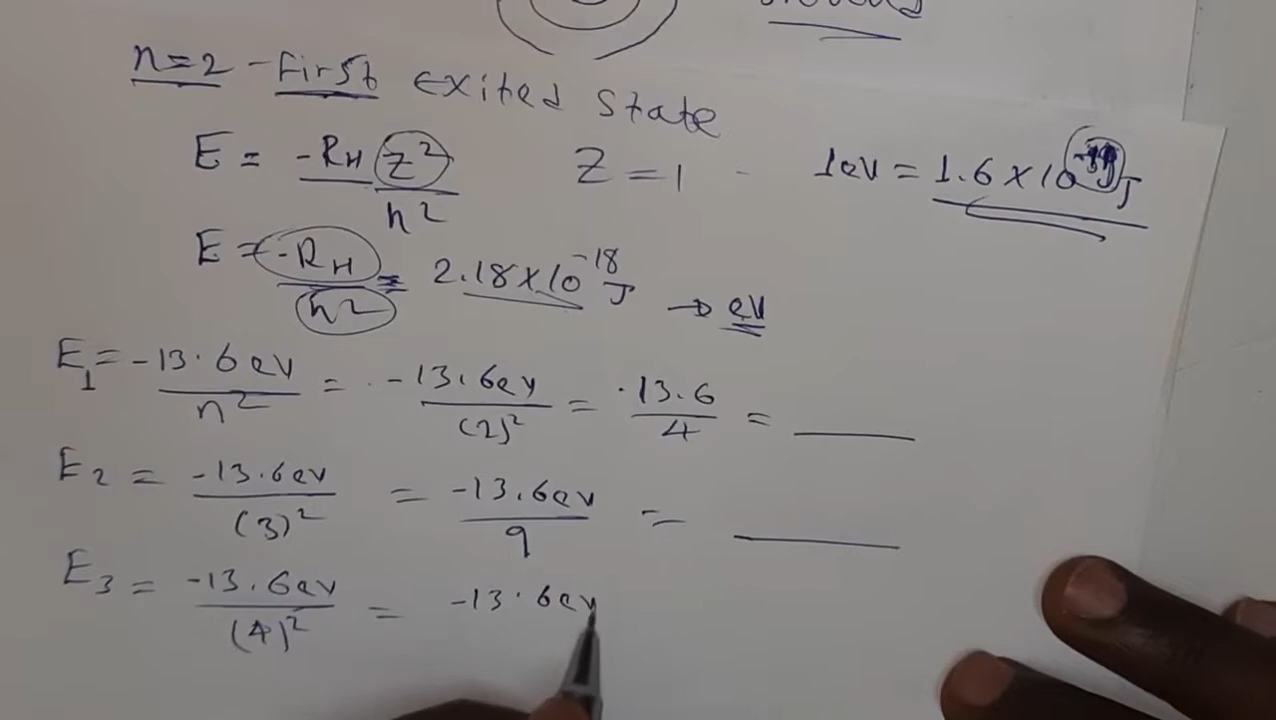 n=2 - First Exited State
E = -RH Z² / n² Z = 1 - 1eV = 1.6 × 10⁻¹⁹ J
E = -RH / n² = 2.18 × 10⁻¹⁸ J → eV
E1 = -13.6 eV / n² = -13.6 eV / (2)² = -13.6 / 4 = ____
E2 = -13.6 eV / (3)² = -13.6 eV / 9 = ____
E3 = -13.6 eV / (4)² = -13.6 eV